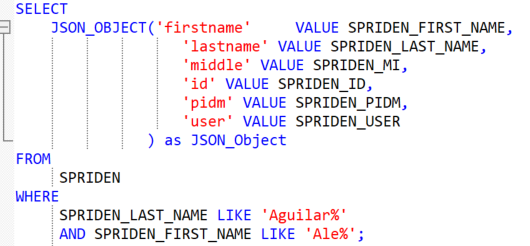 SELECT
    JSON_OBJECT('firstname'     VALUE SPRIDEN_FIRST_NAME,
                   'lastname' VALUE SPRIDEN_LAST_NAME,
                   'middle' VALUE SPRIDEN_MI,
                   'id' VALUE SPRIDEN_ID,
                   'pidm' VALUE SPRIDEN_PIDM,
                   'user' VALUE SPRIDEN_USER
               ) as JSON_Object
FROM
     SPRIDEN
WHERE
     SPRIDEN_LAST_NAME LIKE 'Aguilar%'
     AND SPRIDEN_FIRST_NAME LIKE 'Ale%';